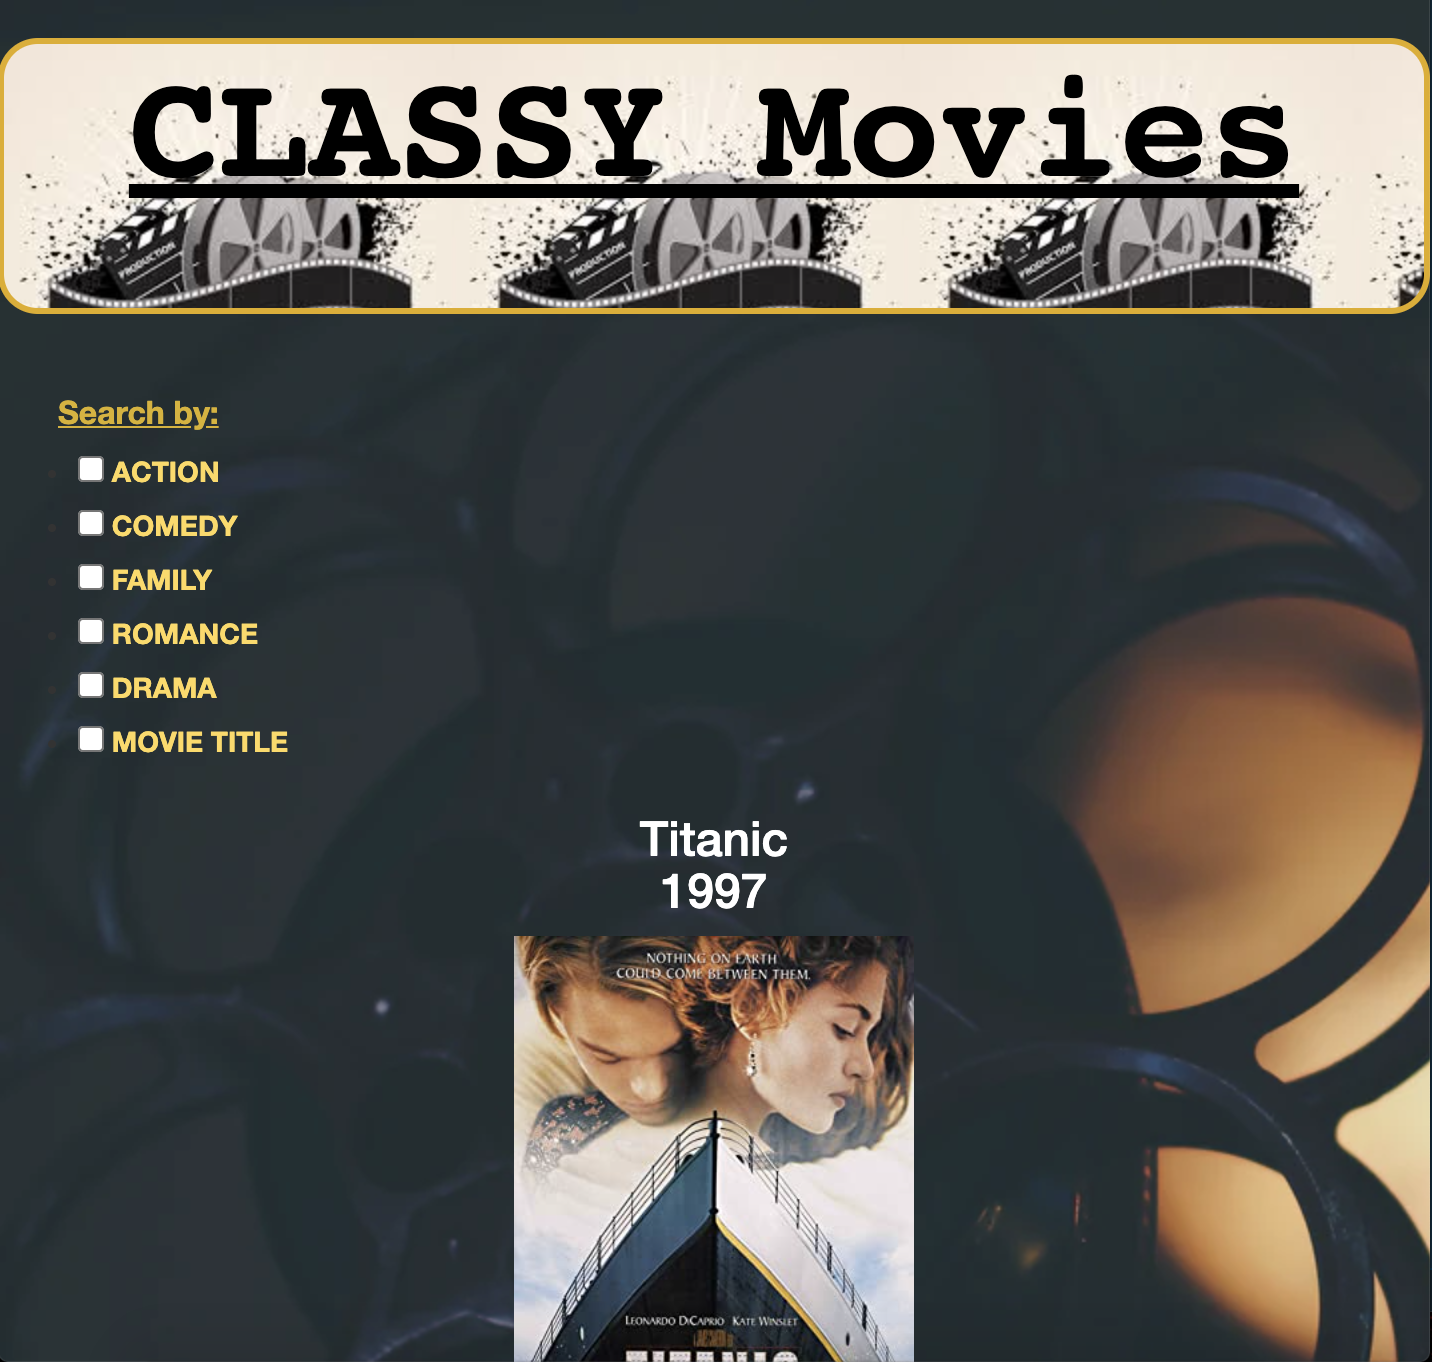 CLASSY Movies
PRODUCTION
PRODUCTION
PRODUCTION
Search by:
ACTION
COMEDY
FAMILY
ROMANCE
DRAMA
MOVIE TITLE
Titanic
1997
NOTHING ON EARTH
COULD COME BETWEEN THEM.
LEONARDO DICAPRIO KATE WINSLET
TITANIC